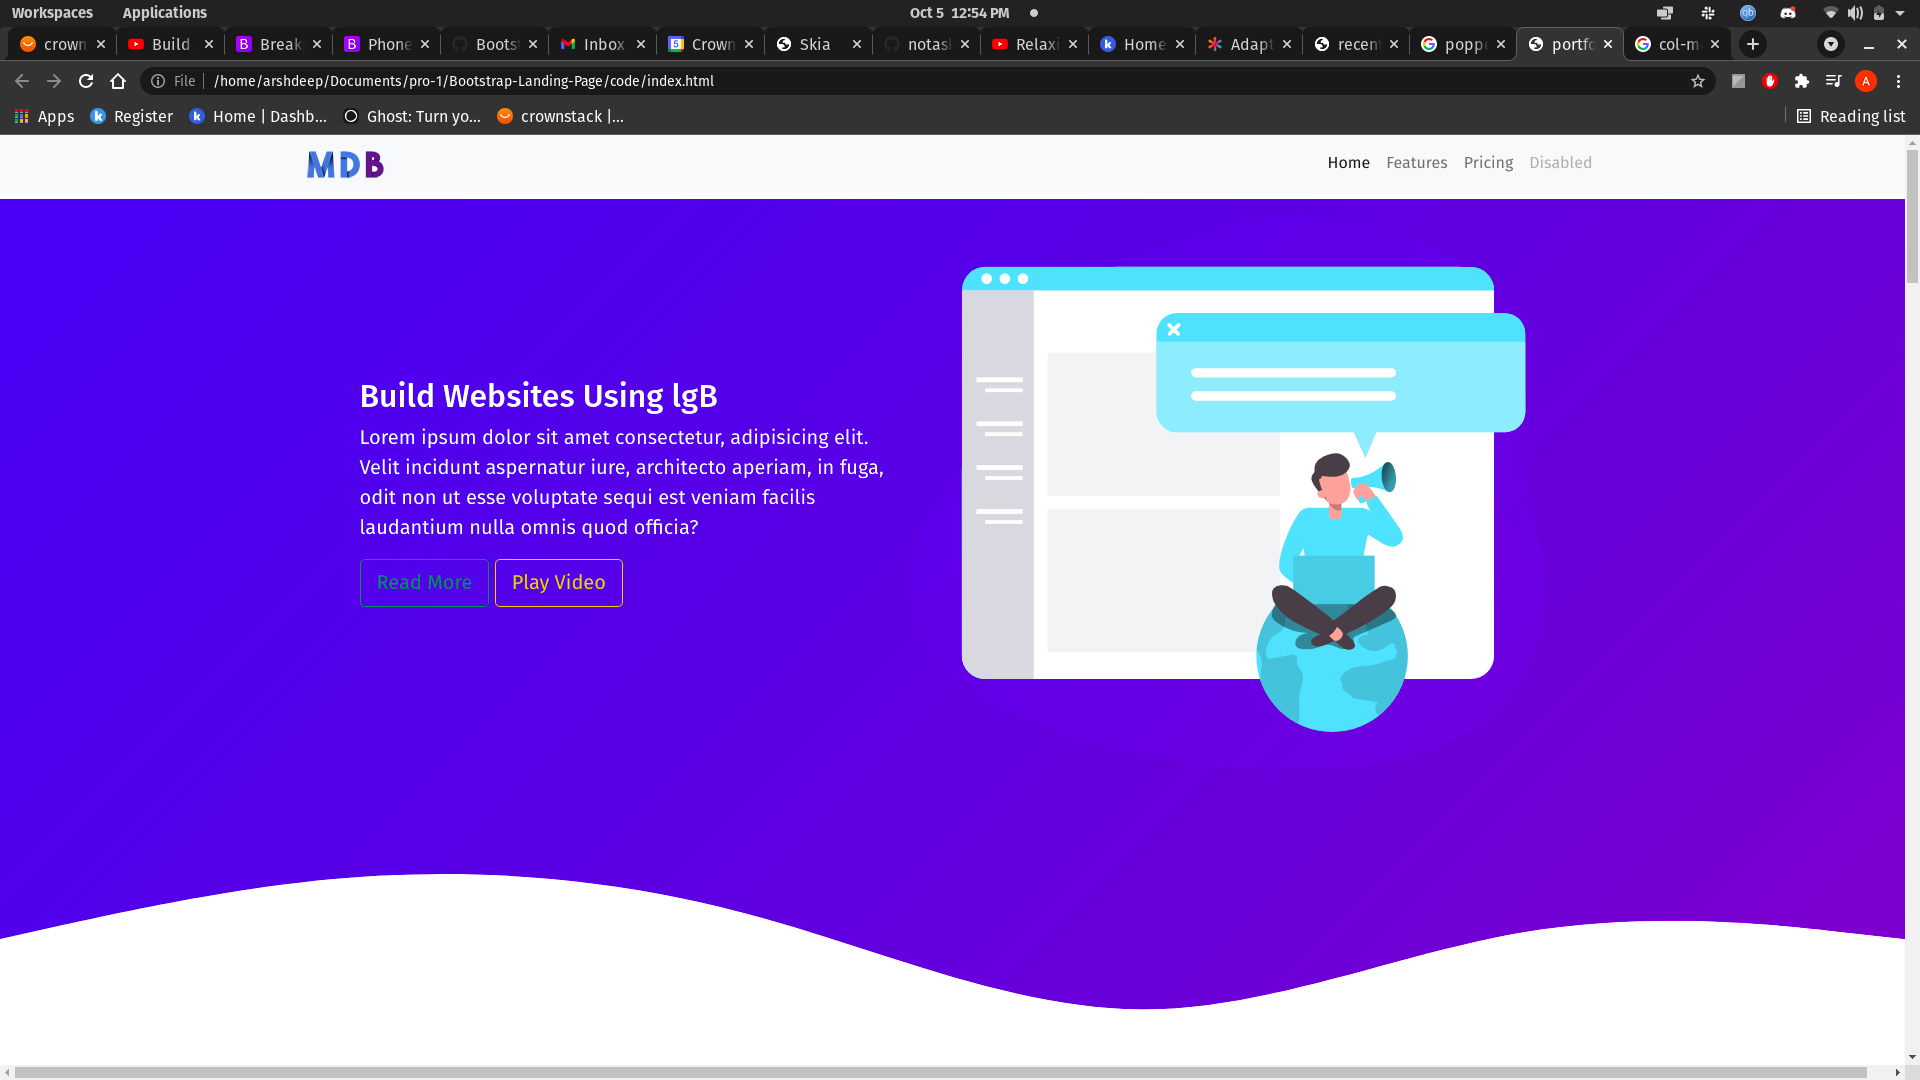 Workspaces Applications Oct 5 12:54 PM
crown Build Break Phone Boots Inbox Crown Skia notas Relaxi Home Adapt recent poppe portfo col-m
File /home/arshdeep/Documents/pro-1/Bootstrap-Landing-Page/code/index.html A
Apps Register Home | Dashb... Ghost: Turn yo... crownstack |... Reading list
MDB Home Features Pricing Disabled
Build Websites Using lgB
Lorem ipsum dolor sit amet consectetur, adipisicing elit.
Velit incidunt aspernatur iure, architecto aperiam, in fuga,
odit non ut esse voluptate sequi est veniam facilis
laudantium nulla omnis quod officia?
Read More Play Video